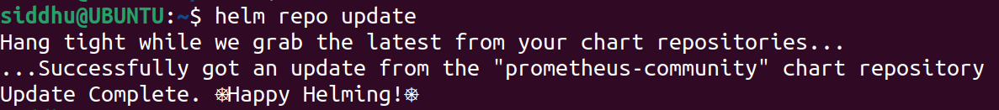 siddhu@UBUNTU:~$ helm repo update
Hang tight while we grab the latest from your chart repositories...
...Successfully got an update from the "prometheus-community" chart repository
Update Complete. ⎈Happy Helming!⎈